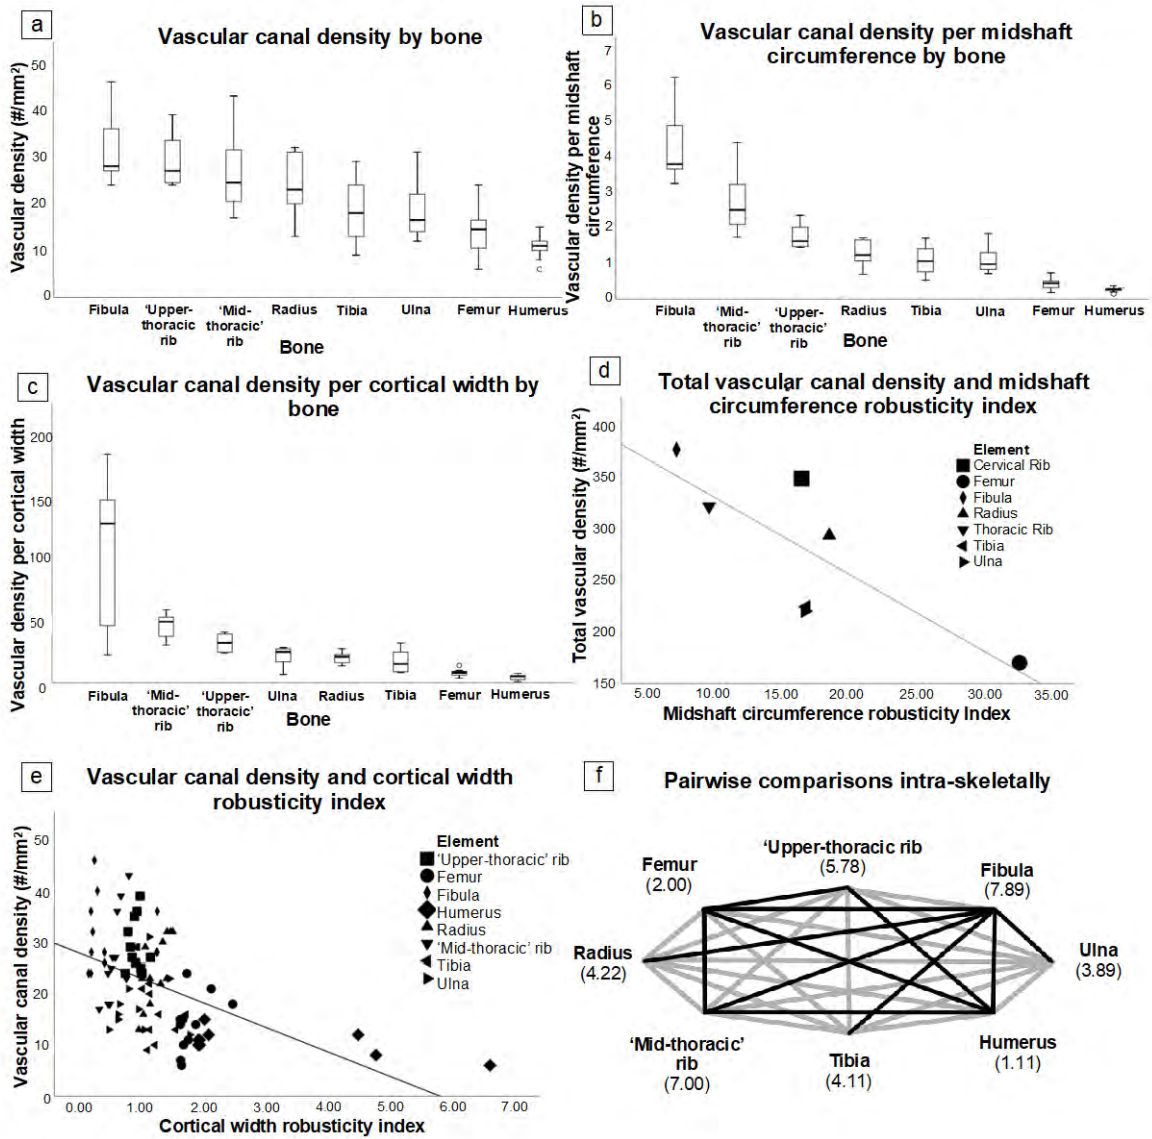 a
Vascular canal density by bone
Vascular density (#/mm²)
50
40
30
20
10
0
Fibula
‘Upper-
thoracic
rib
‘Mid-
thoracic’
rib
Radius
Tibia
Ulna
Femur
Humerus
Bone
b
Vascular canal density per midshaft
circumference by bone
Vascular density per midshaft
circumference
7
6
5
4
3
2
1
0
Fibula
‘Mid-
thoracic’
rib
‘Upper-
thoracic’
rib
Radius
Tibia
Ulna
Femur
Humerus
Bone
c
Vascular canal density per cortical width by
bone
Vascular density per cortical width
200
150
100
50
0
Fibula
‘Mid-
thoracic’
rib
‘Upper-
thoracic’
rib
Ulna
Radius
Tibia
Femur
Humerus
Bone
d
Total vascular canal density and midshaft
circumference robusticity index
Total vascular density (#/mm²)
400
350
300
250
200
150
5.00
10.00
15.00
20.00
25.00
30.00
35.00
Midshaft circumference robusticity Index
Element
Cervical Rib
Femur
Fibula
Radius
Thoracic Rib
Tibia
Ulna
e
Vascular canal density and cortical width
robusticity index
Vascular canal density (#/mm²)
50
40
30
20
10
0
0.00
1.00
2.00
3.00
4.00
5.00
6.00
7.00
Cortical width robusticity index
Element
‘Upper-thoracic’ rib
Femur
Fibula
Humerus
Radius
‘Mid-thoracic’ rib
Tibia
Ulna
f
Pairwise comparisons intra-skeletally
‘Upper-thoracic rib
(5.78)
Femur
(2.00)
Fibula
(7.89)
Radius
(4.22)
Ulna
(3.89)
‘Mid-thoracic’
rib
(7.00)
Tibia
(4.11)
Humerus
(1.11)